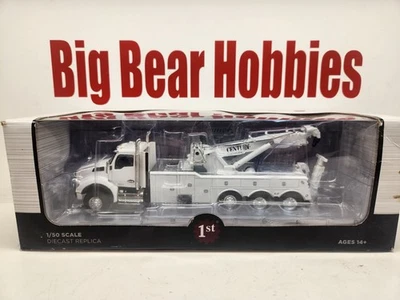 Big Bear Hobbies
CENTURY
1st
1/50 SCALE
DIECAST REPLICA
AGES 14+